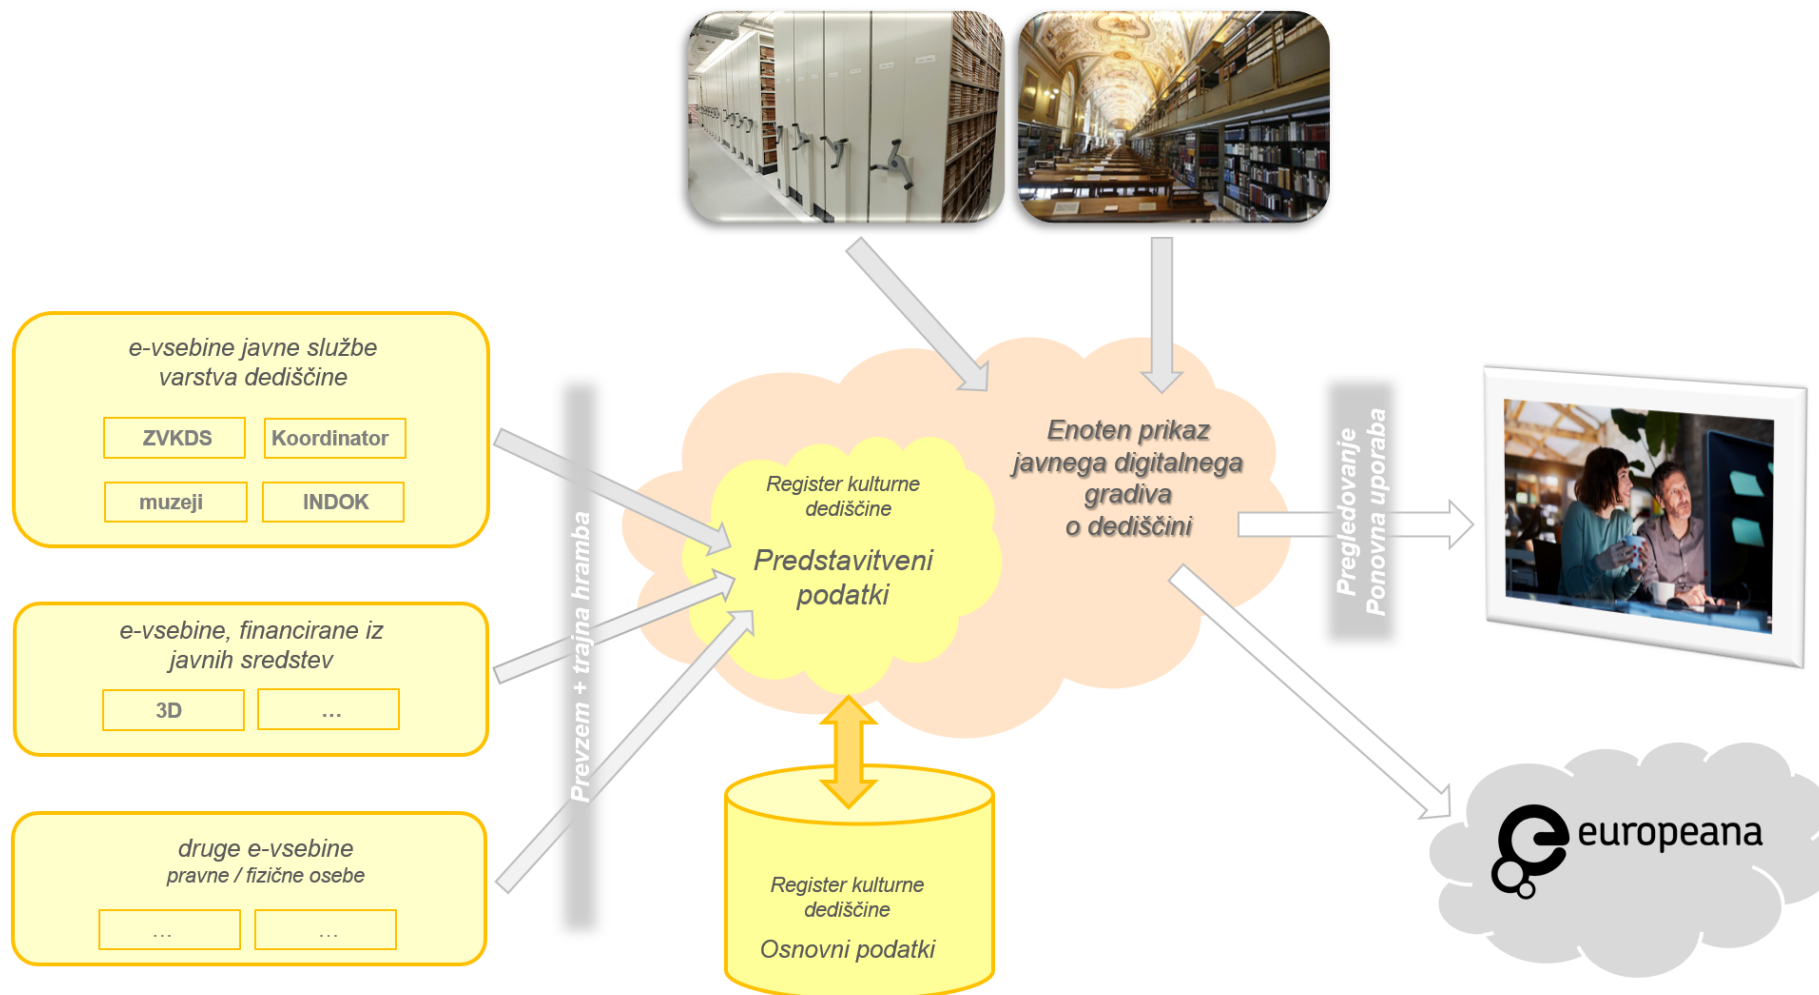 e-vsebine javne službe
varstva dediščine
ZVKDS
Koordinator
muzeji
INDOK
e-vsebine, financirane iz
javnih sredstev
3D
...
druge e-vsebine
pravne / fizične osebe
...
...
Prevzem + trajna hramba
Register kulturne
dediščine
Predstavitveni
podatki
Enoten prikaz
javnega digitalnega
gradiva
o dediščini
Register kulturne
dediščine
Osnovni podatki
Pregledovanje
Ponovna uporaba
europeana